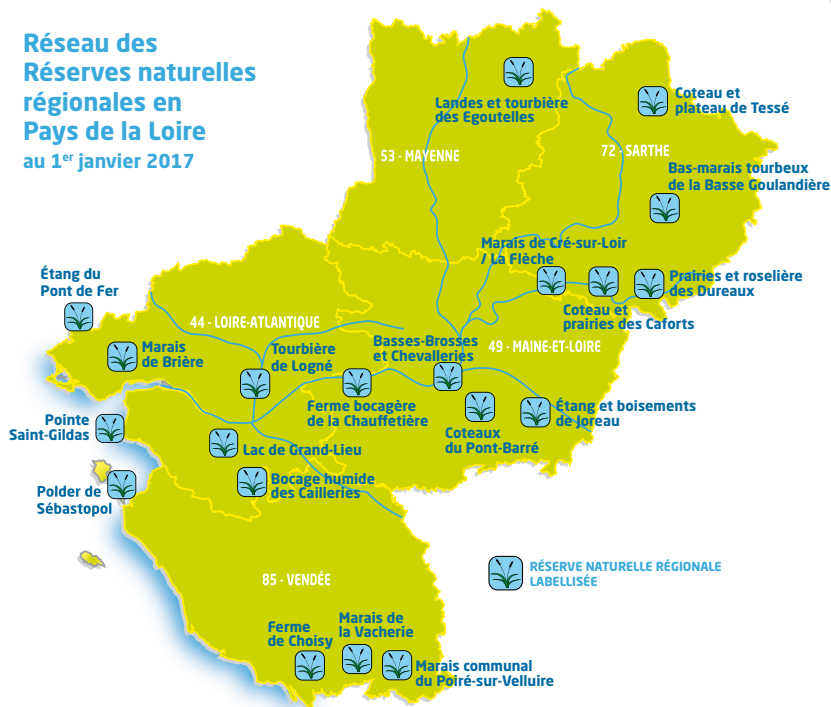 Réseau des
Réserves naturelles
régionales en
Pays de la Loire
au 1er janvier 2017
Landes et tourbière
des Egoutelles
Coteau et
plateau de Tessé
53 - MAYENNE
72 - SARTHE
Bas-marais tourbeux
de la Basse Goulandière
Marais de Cré-sur-Loir
/ La Flèche
Prairies et roselière
des Dureaux
Coteau et
prairies des Caforts
Étang du
Pont de Fer
44 - LOIRE-ATLANTIQUE
Marais
de Brière
Tourbière
de Logné
Basses-Brosses
et Chevalleries
49 - MAINE-ET-LOIRE
Ferme bocagère
de la Chauffetière
Étang et boisements
de Joreau
Coteaux
du Pont-Barré
Pointe
Saint-Gildas
Lac de Grand-Lieu
Bocage humide
des Cailleries
Polder de
Sébastopol
85 - VENDÉE
RÉSERVE NATURELLE RÉGIONALE
LABELLISÉE
Ferme
de Choisy
Marais de
la Vacherie
Marais communal
du Poiré-sur-Velluire